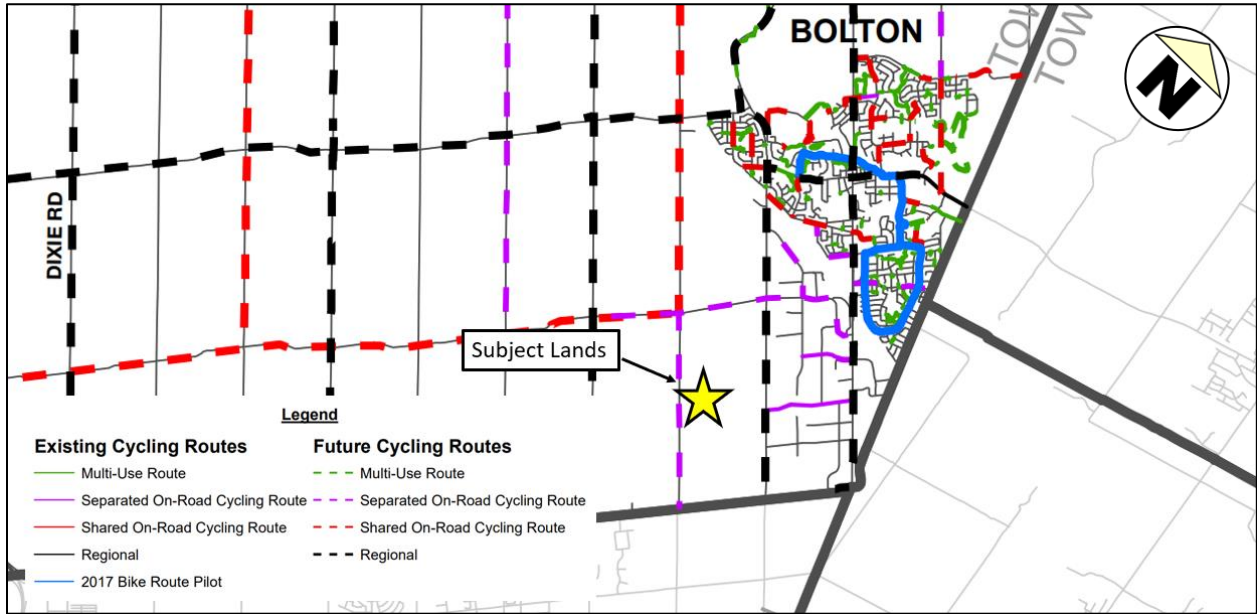 BOLTON
TOW
TOW
N
DIXIE RD
Subject Lands
Legend
Existing Cycling Routes
Multi-Use Route
Separated On-Road Cycling Route
Shared On-Road Cycling Route
Regional
2017 Bike Route Pilot
Future Cycling Routes
Multi-Use Route
Separated On-Road Cycling Route
Shared On-Road Cycling Route
Regional